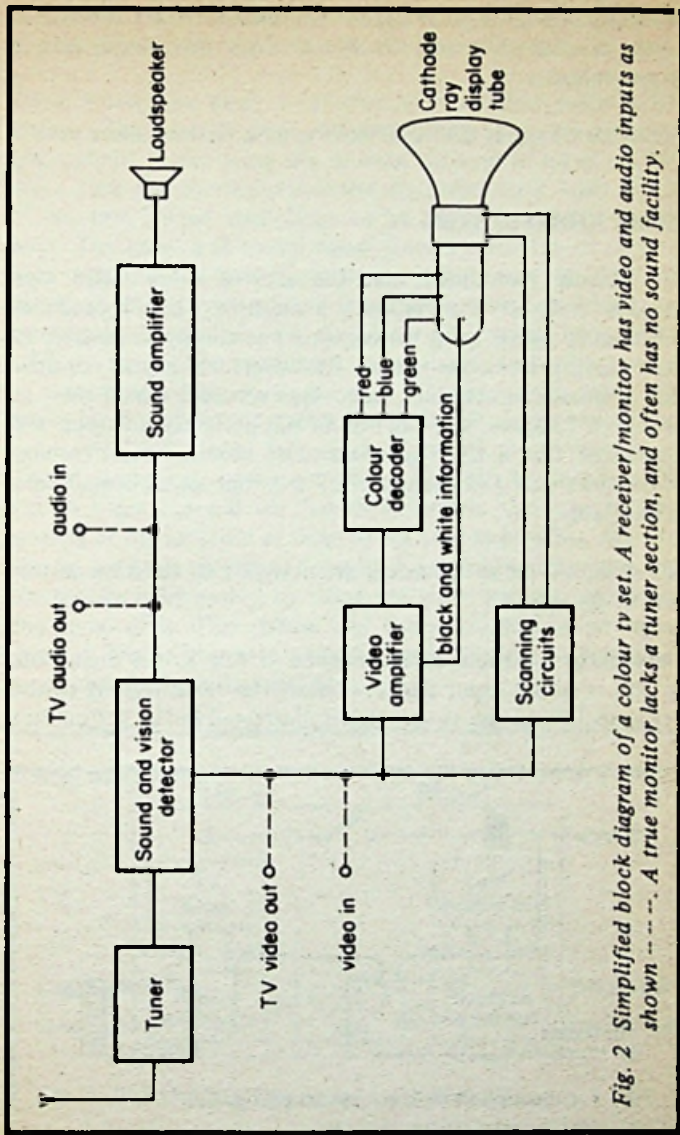 Loudspeaker
Sound amplifier
audio in
TV audio out
Sound and vision
detector
Tuner
TV video out
video in
Video
amplifier
Colour
decoder
red
blue
green
black and white information
Scanning
circuits
Cathode
ray
display
tube
Fig. 2 Simplified block diagram of a colour tv set. A receiver/monitor has video and audio inputs as
shown -- -- --. A true monitor lacks a tuner section, and often has no sound facility.